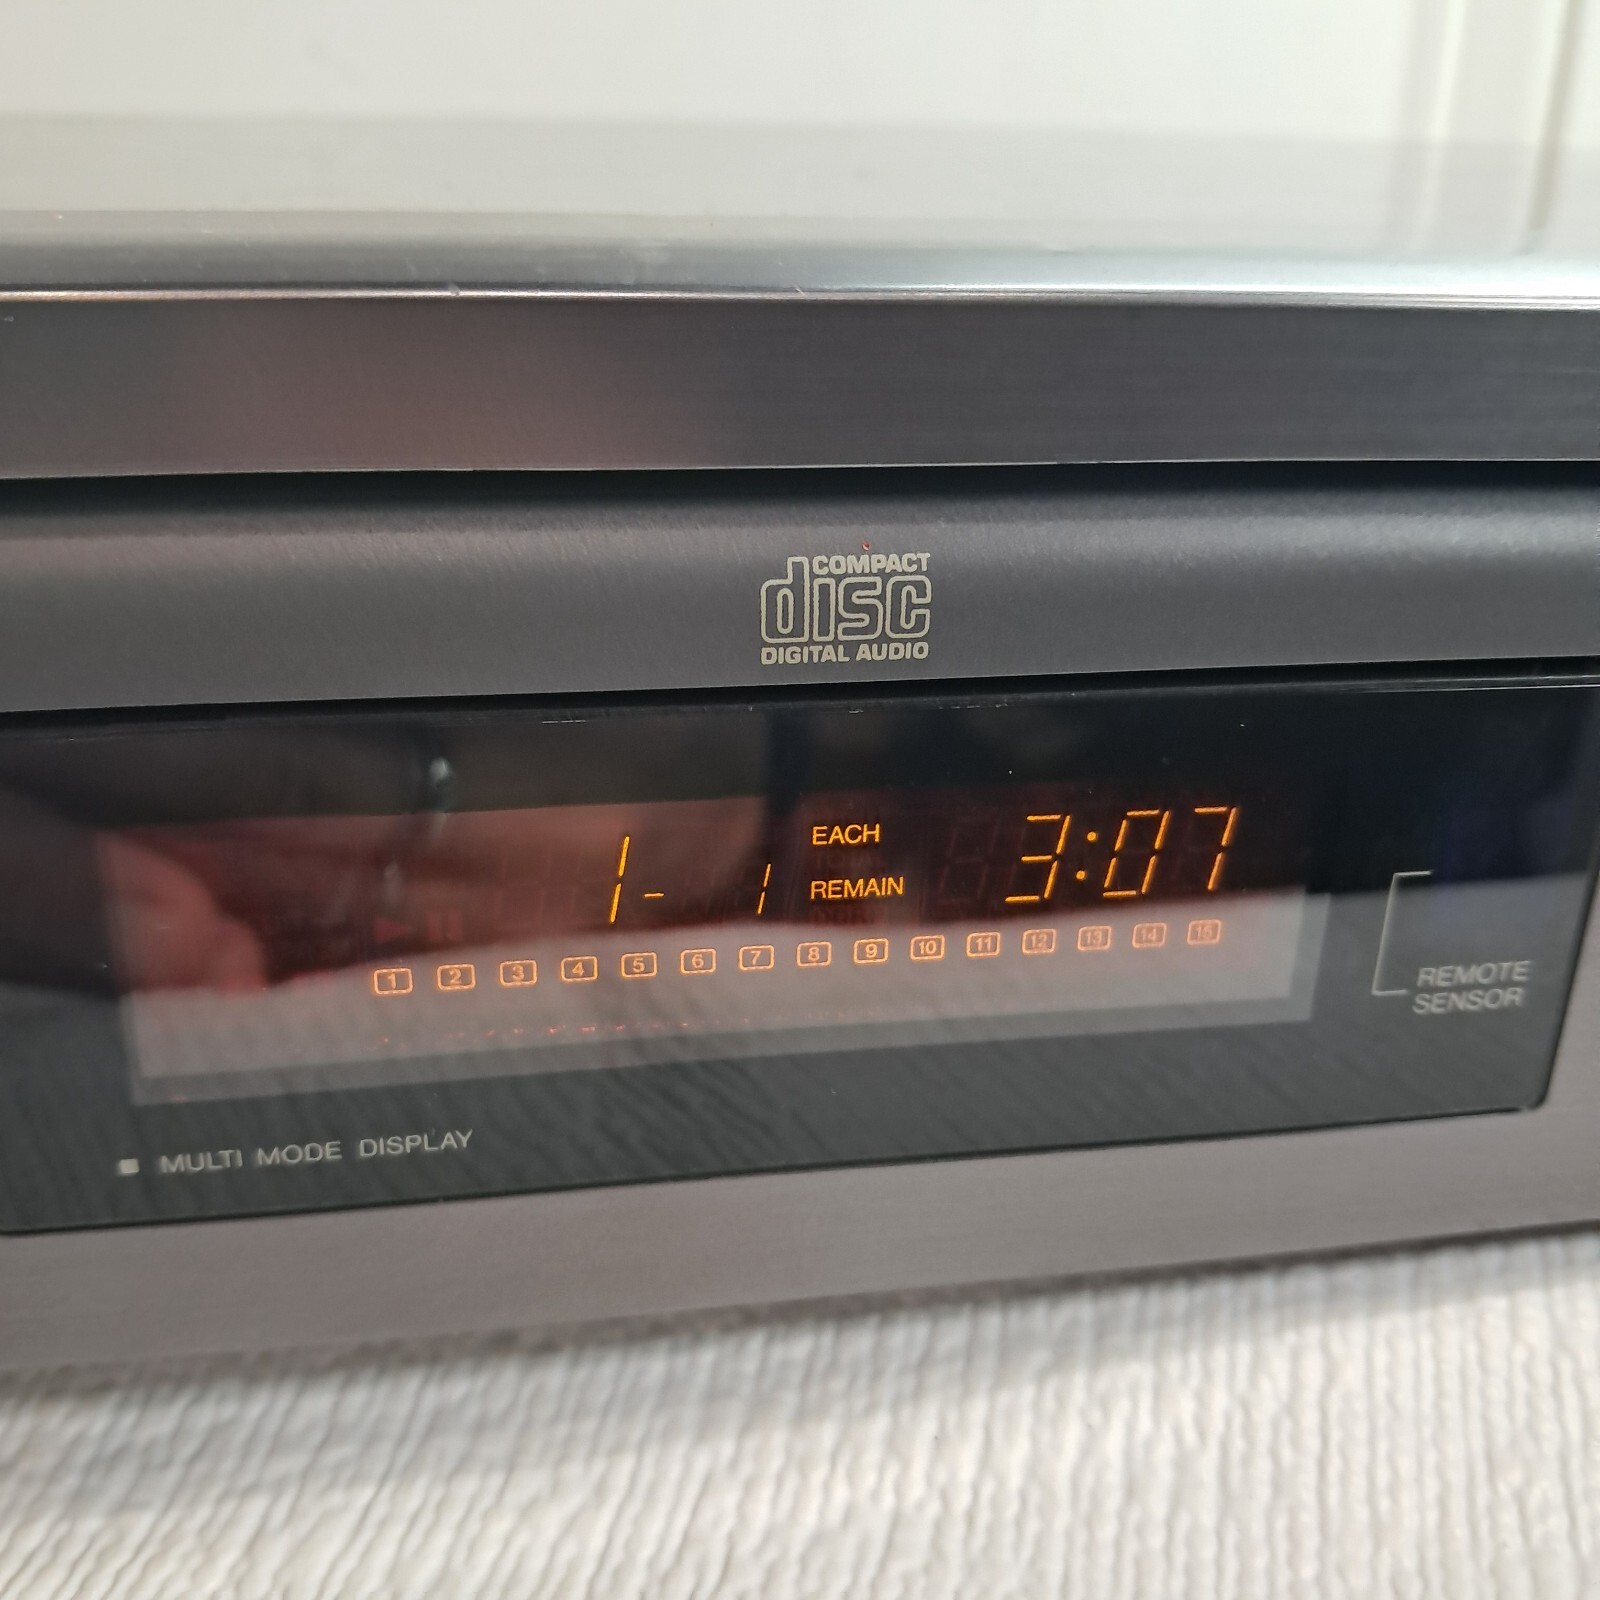 COMPACT
disc
DIGITAL AUDIO
EACH
1- 1
REMAIN
3:07
1 2 3 4 5 6 7 8 9 10 11 12 13 14 15
REMOTE
SENSOR
MULTI MODE DISPLAY